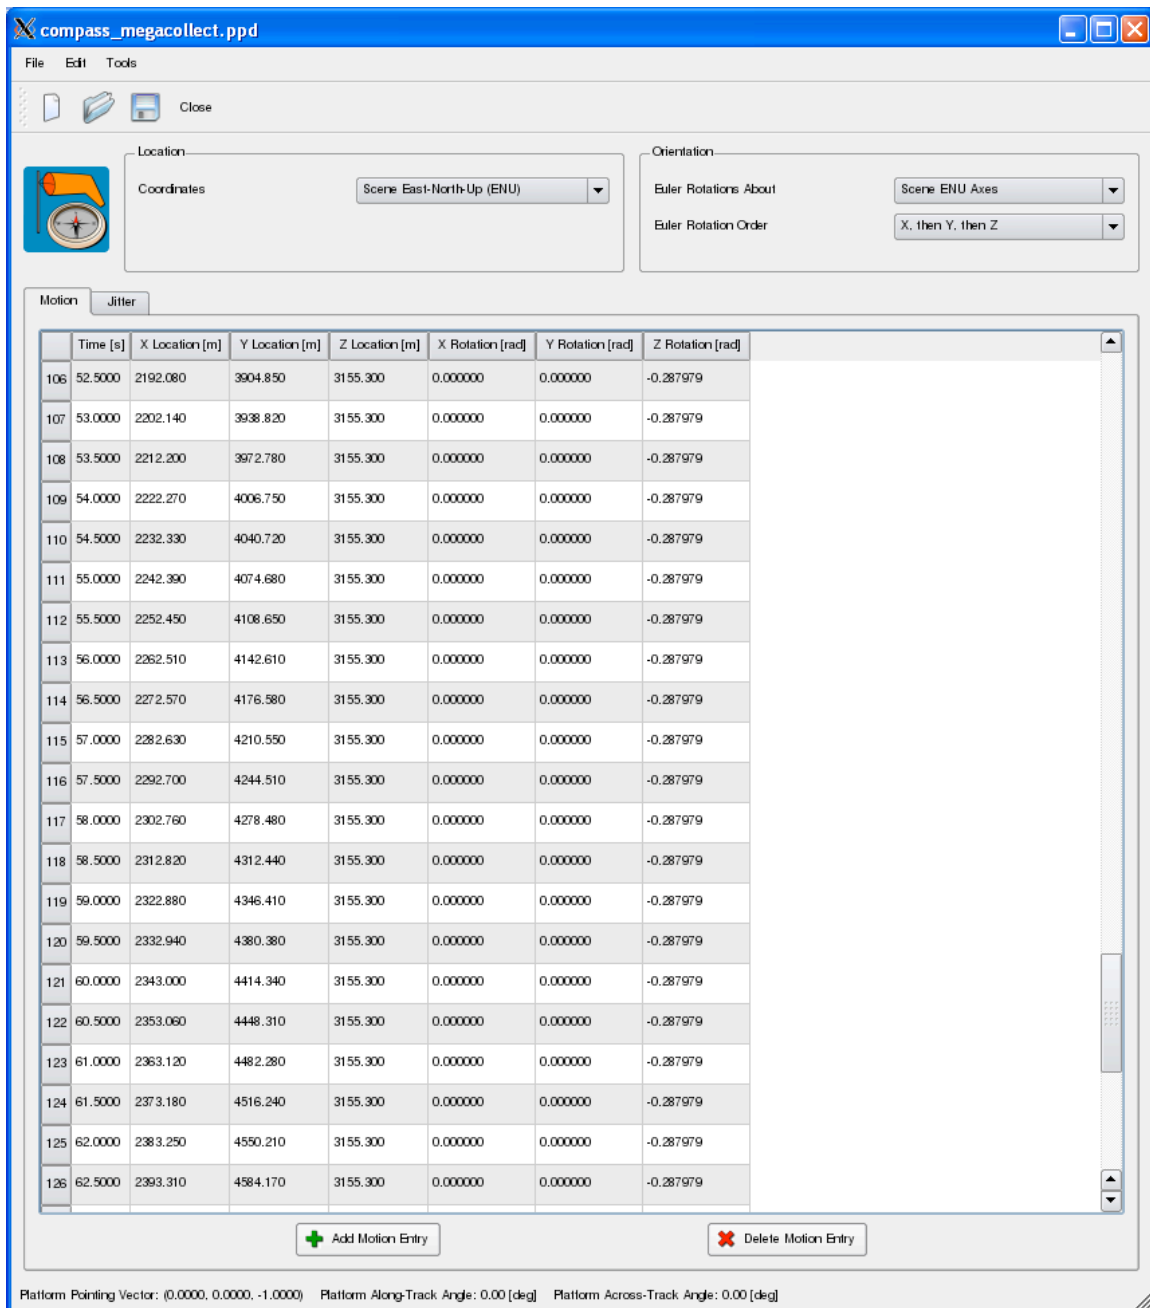 compass_megacollect.ppd
File Edit Tools
Close
Location
Coordinates Scene East-North-Up (ENU)
Orientation
Euler Rotations About Scene ENU Axes
Euler Rotation Order X, then Y, then Z
Motion Jitter
Time [s] X Location [m] Y Location [m] Z Location [m] X Rotation [rad] Y Rotation [rad] Z Rotation [rad]
106 52.5000 2192.080 3904.850 3155.300 0.000000 0.000000 -0.287979
107 53.0000 2202.140 3938.820 3155.300 0.000000 0.000000 -0.287979
108 53.5000 2212.200 3972.780 3155.300 0.000000 0.000000 -0.287979
109 54.0000 2222.270 4006.750 3155.300 0.000000 0.000000 -0.287979
110 54.5000 2232.330 4040.720 3155.300 0.000000 0.000000 -0.287979
111 55.0000 2242.390 4074.680 3155.300 0.000000 0.000000 -0.287979
112 55.5000 2252.450 4108.650 3155.300 0.000000 0.000000 -0.287979
113 56.0000 2262.510 4142.610 3155.300 0.000000 0.000000 -0.287979
114 56.5000 2272.570 4176.580 3155.300 0.000000 0.000000 -0.287979
115 57.0000 2282.630 4210.550 3155.300 0.000000 0.000000 -0.287979
116 57.5000 2292.700 4244.510 3155.300 0.000000 0.000000 -0.287979
117 58.0000 2302.760 4278.480 3155.300 0.000000 0.000000 -0.287979
118 58.5000 2312.820 4312.440 3155.300 0.000000 0.000000 -0.287979
119 59.0000 2322.880 4346.410 3155.300 0.000000 0.000000 -0.287979
120 59.5000 2332.940 4380.380 3155.300 0.000000 0.000000 -0.287979
121 60.0000 2343.000 4414.340 3155.300 0.000000 0.000000 -0.287979
122 60.5000 2353.060 4448.310 3155.300 0.000000 0.000000 -0.287979
123 61.0000 2363.120 4482.280 3155.300 0.000000 0.000000 -0.287979
124 61.5000 2373.180 4516.240 3155.300 0.000000 0.000000 -0.287979
125 62.0000 2383.250 4550.210 3155.300 0.000000 0.000000 -0.287979
126 62.5000 2393.310 4584.170 3155.300 0.000000 0.000000 -0.287979
Add Motion Entry Delete Motion Entry
Platform Pointing Vector: (0.0000, 0.0000, -1.0000) Platform Along-Track Angle: 0.00 [deg] Platform Across-Track Angle: 0.00 [deg]